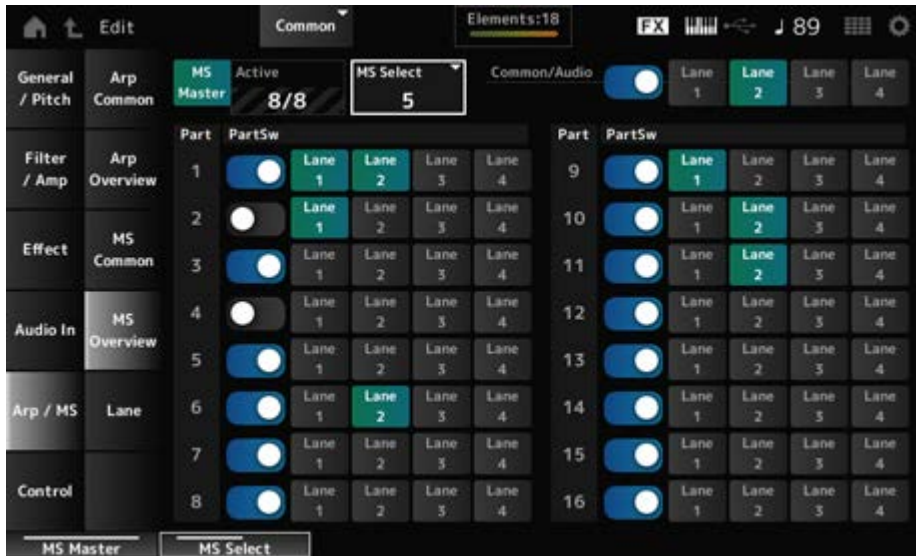 Edit
Common
Elements:18
FX
♩ 89
General / Pitch
Filter / Amp
Effect
Audio In
Arp / MS
Control
Arp Common
Arp Overview
MS Common
MS Overview
Lane
MS Master
Active
8/8
MS Select
5
Common/Audio
Lane 1 Lane 2 Lane 3 Lane 4
Part PartSw
1 Lane 1 Lane 2 Lane 3 Lane 4
2 Lane 1 Lane 2 Lane 3 Lane 4
3 Lane 1 Lane 2 Lane 3 Lane 4
4 Lane 1 Lane 2 Lane 3 Lane 4
5 Lane 1 Lane 2 Lane 3 Lane 4
6 Lane 1 Lane 2 Lane 3 Lane 4
7 Lane 1 Lane 2 Lane 3 Lane 4
8 Lane 1 Lane 2 Lane 3 Lane 4
Part PartSw
9 Lane 1 Lane 2 Lane 3 Lane 4
10 Lane 1 Lane 2 Lane 3 Lane 4
11 Lane 1 Lane 2 Lane 3 Lane 4
12 Lane 1 Lane 2 Lane 3 Lane 4
13 Lane 1 Lane 2 Lane 3 Lane 4
14 Lane 1 Lane 2 Lane 3 Lane 4
15 Lane 1 Lane 2 Lane 3 Lane 4
16 Lane 1 Lane 2 Lane 3 Lane 4
MS Master
MS Select